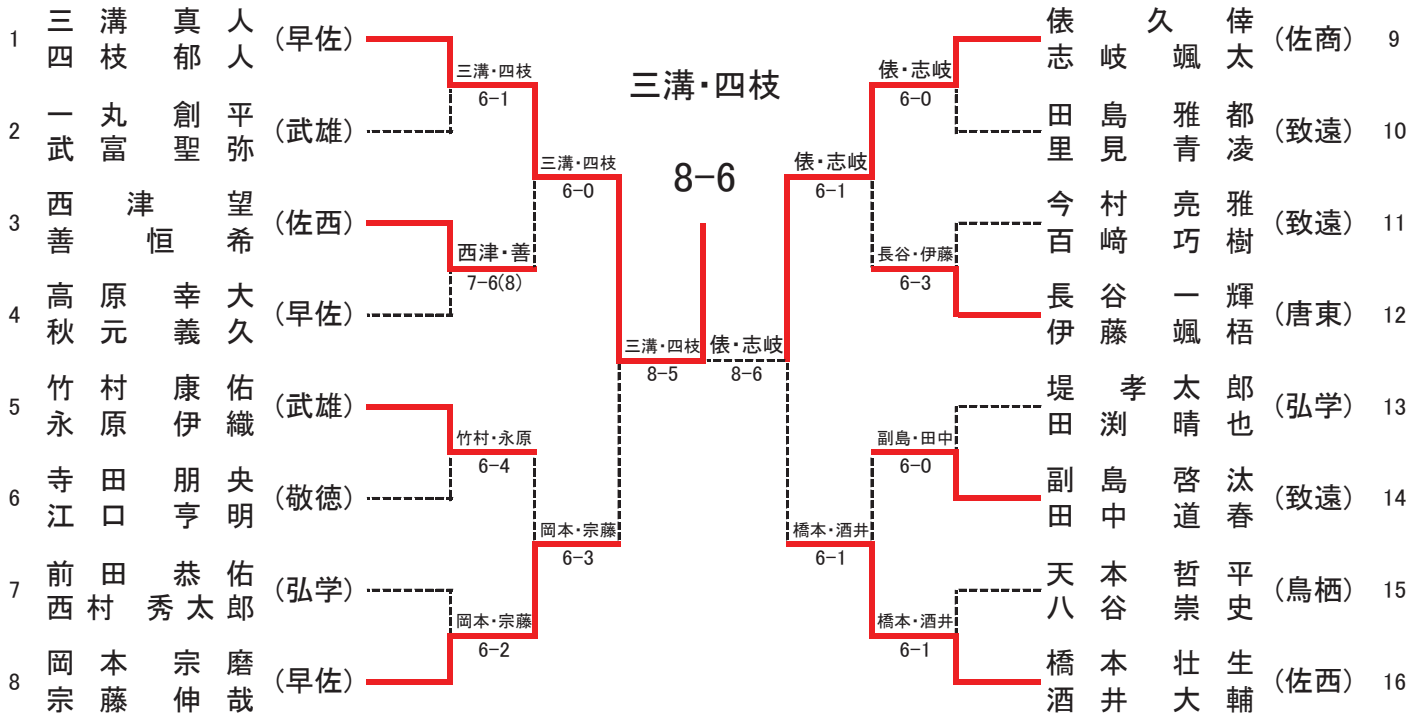 1 三溝真人 (早佐)
四枝郁人
2 一丸創平 (武雄)
武富聖弥
3 西津望 (佐西)
善恒希
4 高原幸大 (早佐)
秋元義久
5 竹村康佑 (武雄)
永原伊織
6 寺田朋央 (敬徳)
江口亨明
7 前田恭佑 (弘学)
西村秀太郎
8 岡本宗磨 (早佐)
宗藤伸哉
三溝・四枝
6-1
西津・善
7-6(8)
竹村・永原
6-4
岡本・宗藤
6-2
三溝・四枝
6-0
岡本・宗藤
6-3
三溝・四枝
8-5
三溝・四枝
8-6
俵・志岐
8-6
俵・志岐
6-1
橋本・酒井
6-1
俵・志岐
6-0
長谷・伊藤
6-3
副島・田中
6-0
橋本・酒井
6-1
俵久倖 (佐商) 9
志岐颯太
田島雅都 (致遠) 10
里見青凌
今村亮雅 (致遠) 11
百﨑巧樹
長谷一輝 (唐東) 12
伊藤颯梧
堤孝太郎 (弘学) 13
田渕晴也
副島啓汰 (致遠) 14
田中道春
天本哲平 (鳥栖) 15
八谷崇史
橋本壮生 (佐西) 16
酒井大輔